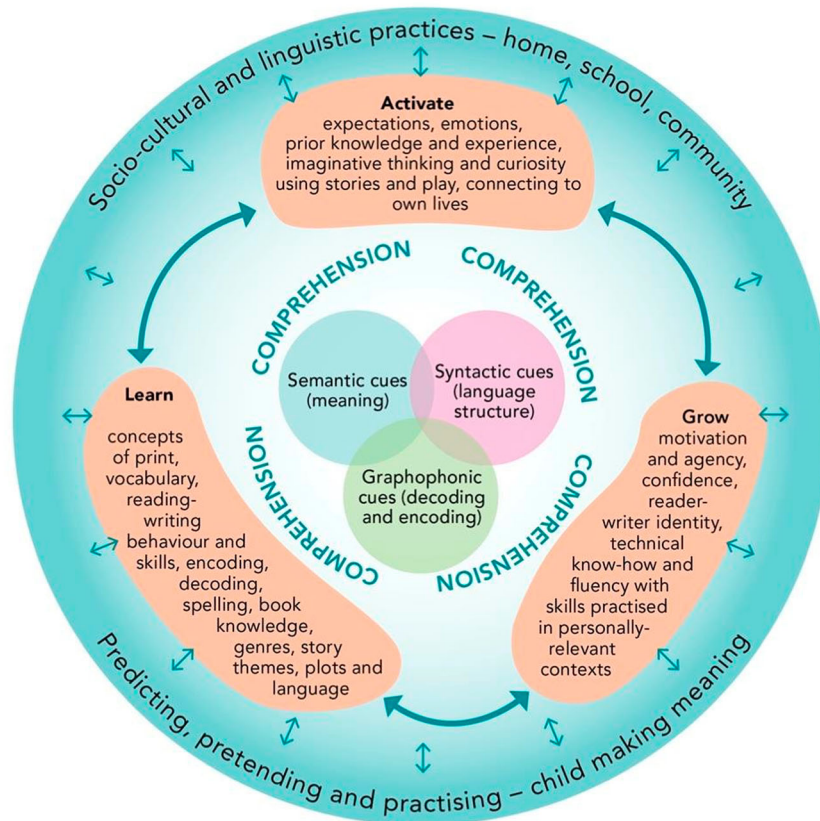 Socio-cultural and linguistic practices – home, school, community
Activate
expectations, emotions,
prior knowledge and experience,
imaginative thinking and curiosity
using stories and play, connecting to
own lives
COMPREHENSION
COMPREHENSION
Semantic cues
(meaning)
Syntactic cues
(language
structure)
Graphophonic
cues (decoding
and encoding)
COMPREHENSION
COMPREHENSION
Learn
concepts
of print,
vocabulary,
reading-
writing
behaviour and
skills, encoding,
decoding,
spelling, book
knowledge,
genres, story
themes, plots and
language
Grow
motivation
and agency,
confidence,
reader-
writer identity,
technical
know-how and
fluency with
skills practised
in personally-
relevant
contexts
Predicting, pretending and practising – child making meaning